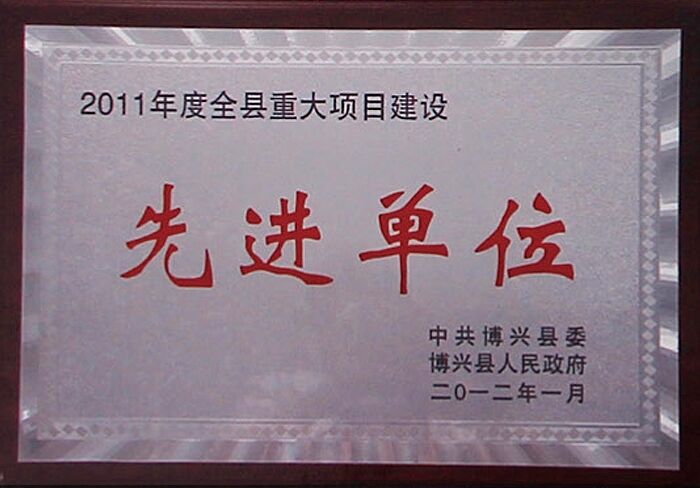 2011年度全县重大项目建设
先进单位
中共博兴县委
博兴县人民政府
二〇一二年一月